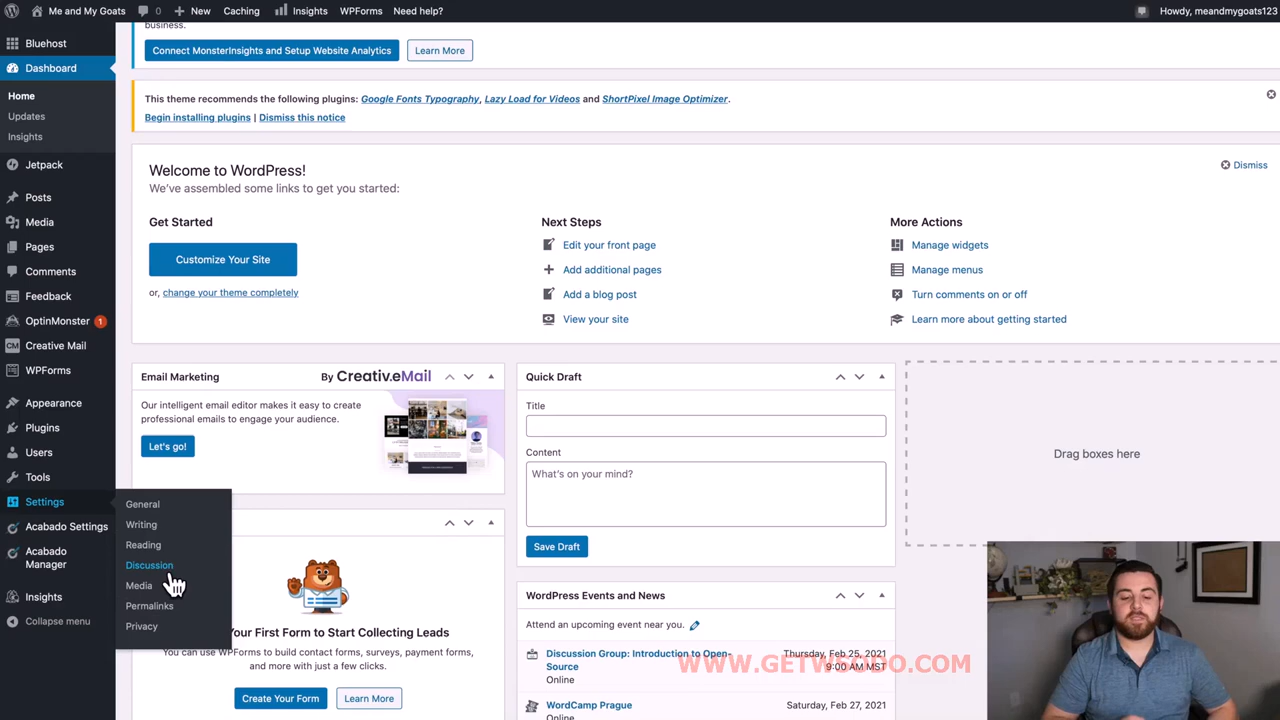 Me and My Goats
0
New
Caching
Insights
WPForms
Need help?
Howdy, meandmygoats123
Bluehost
Dashboard
Home
Updates
Insights
Jetpack
Posts
Media
Pages
Comments
Feedback
OptinMonster 1
CM Creative Mail
WPForms
Appearance
Plugins
Users
Tools
Settings
Acabado Settings
Acabado
Manager
Insights
Collapse menu
General
Writing
Reading
Discussion
Media
Permalinks
Privacy
business.
Connect MonsterInsights and Setup Website Analytics
Learn More
This theme recommends the following plugins: Google Fonts Typography, Lazy Load for Videos and ShortPixel Image Optimizer.
Begin installing plugins | Dismiss this notice
Welcome to WordPress!
Dismiss
We've assembled some links to get you started:
Get Started
Customize Your Site
or, change your theme completely
Next Steps
Edit your front page
Add additional pages
Add a blog post
View your site
More Actions
Manage widgets
Manage menus
Turn comments on or off
Learn more about getting started
Email Marketing
By Creativ.eMail
Our intelligent email editor makes it easy to create
professional emails to engage your audience.
Let's go!
Your First Form to Start Collecting Leads
You can use WPForms to build contact forms, surveys, payment forms,
and more with just a few clicks.
Create Your Form
Learn More
Quick Draft
Title
Content
What's on your mind?
Save Draft
WordPress Events and News
Attend an upcoming event near you.
Discussion Group: Introduction to Open-
Source
Online
Thursday, Feb 25, 2021
9:00 AM MST
WordCamp Prague
Online
Saturday, Feb 27, 2021
Drag boxes here
WWW.GETWSODO.COM